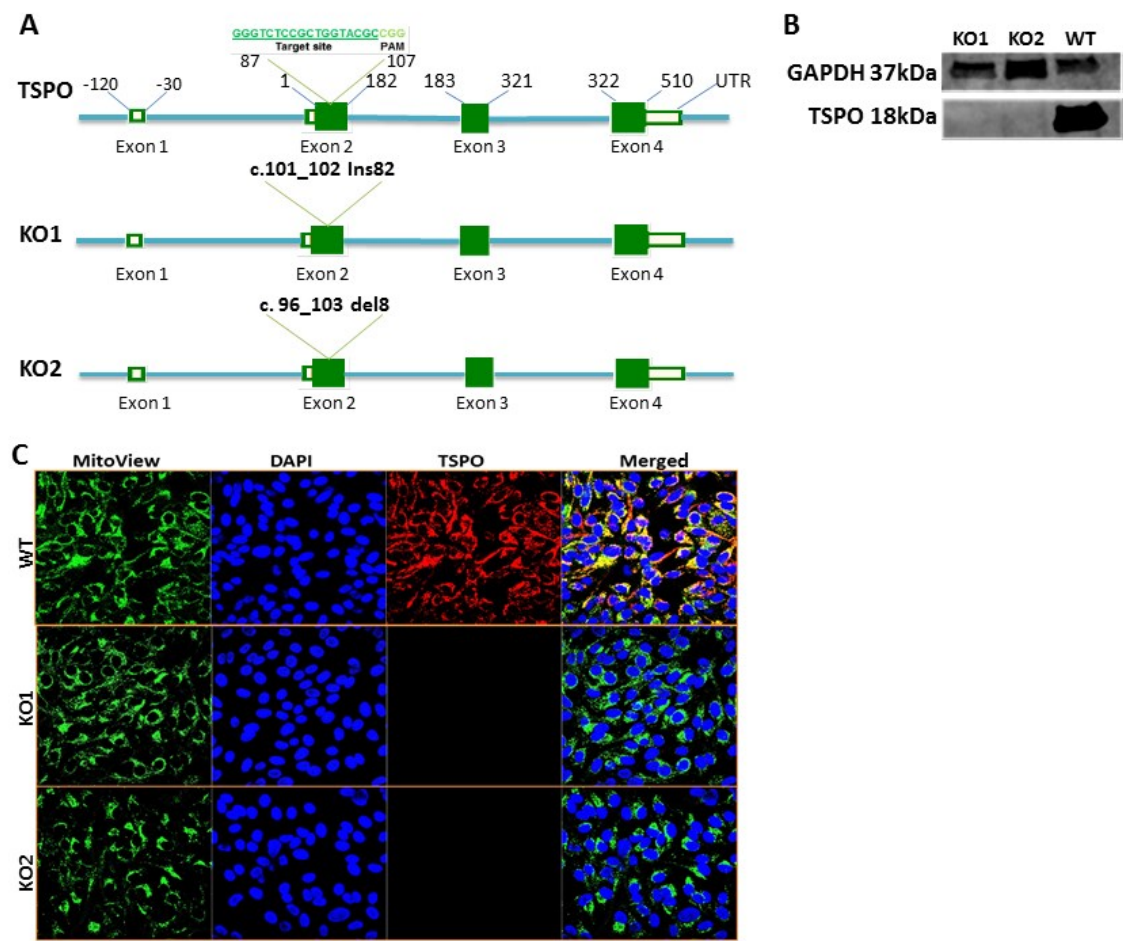 A
GGGTCTCCGCTGGTACGCCGG
Target site PAM
87 107
TSPO -120 -30 1 182 183 321 322 510 UTR
Exon 1 Exon 2 Exon 3 Exon 4
c.101_102 Ins82
KO1
Exon 1 Exon 2 Exon 3 Exon 4
c. 96_103 del8
KO2
Exon 1 Exon 2 Exon 3 Exon 4
B
KO1 KO2 WT
GAPDH 37kDa
TSPO 18kDa
C
MitoView DAPI TSPO Merged
WT
KO1
KO2